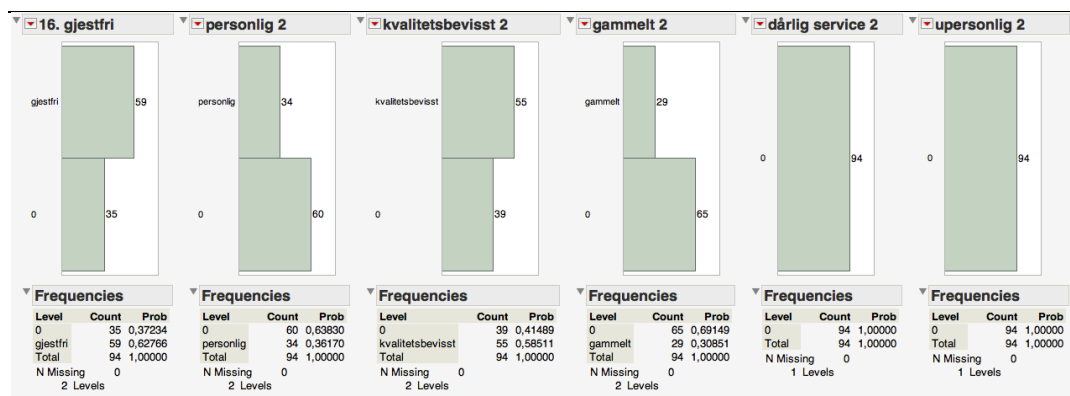 16. gjestfri
gjestfri 59
0 35
Frequencies
Level Count Prob
0 35 0,37234
gjestfri 59 0,62766
Total 94 1,00000
N Missing 0
2 Levels
personlig 2
personlig 34
0 60
Frequencies
Level Count Prob
0 60 0,63830
personlig 34 0,36170
Total 94 1,00000
N Missing 0
2 Levels
kvalitetsbevisst 2
kvalitetsbevisst 55
0 39
Frequencies
Level Count Prob
0 39 0,41489
kvalitetsbevisst 55 0,58511
Total 94 1,00000
N Missing 0
2 Levels
gammelt 2
gammelt 29
0 65
Frequencies
Level Count Prob
0 65 0,69149
gammelt 29 0,30851
Total 94 1,00000
N Missing 0
2 Levels
dårlig service 2
0 94
Frequencies
Level Count Prob
0 94 1,00000
Total 94 1,00000
N Missing 0
1 Levels
upersonlig 2
0 94
Frequencies
Level Count Prob
0 94 1,00000
Total 94 1,00000
N Missing 0
1 Levels